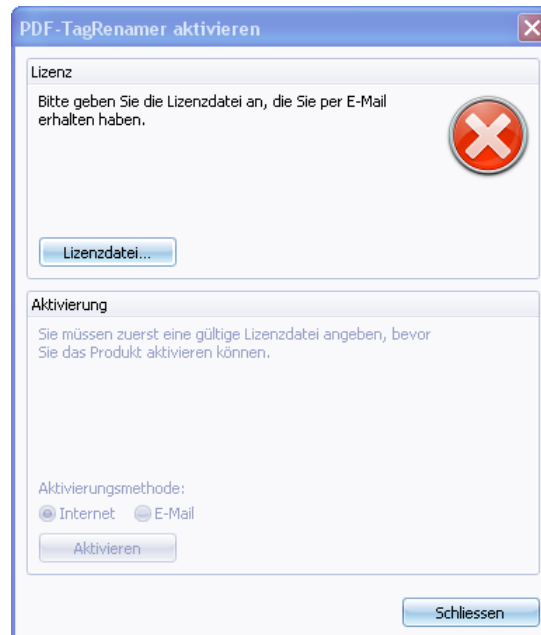 PDF-TagRenamer aktivieren
Lizenz
Bitte geben Sie die Lizenzdatei an, die Sie per E-Mail
erhalten haben.
Lizenzdatei...
Aktivierung
Sie müssen zuerst eine gültige Lizenzdatei angeben, bevor
Sie das Produkt aktivieren können.
Aktivierungsmethode:
Internet E-Mail
Aktivieren
Schliessen